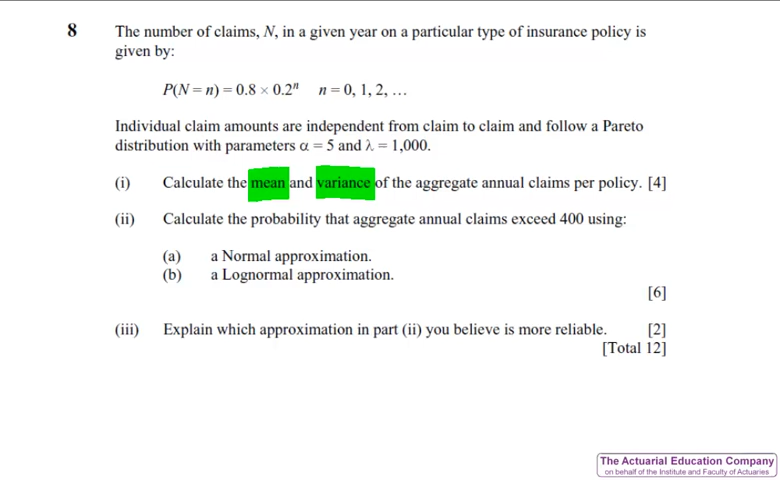 8 The number of claims, N, in a given year on a particular type of insurance policy is
given by:
P(N = n) = 0.8 × 0.2ⁿ n = 0, 1, 2, …
Individual claim amounts are independent from claim to claim and follow a Pareto
distribution with parameters α = 5 and λ = 1,000.
(i) Calculate the mean and variance of the aggregate annual claims per policy. [4]
(ii) Calculate the probability that aggregate annual claims exceed 400 using:
(a) a Normal approximation.
(b) a Lognormal approximation.
[6]
(iii) Explain which approximation in part (ii) you believe is more reliable. [2]
[Total 12]
The Actuarial Education Company
on behalf of the Institute and Faculty of Actuaries